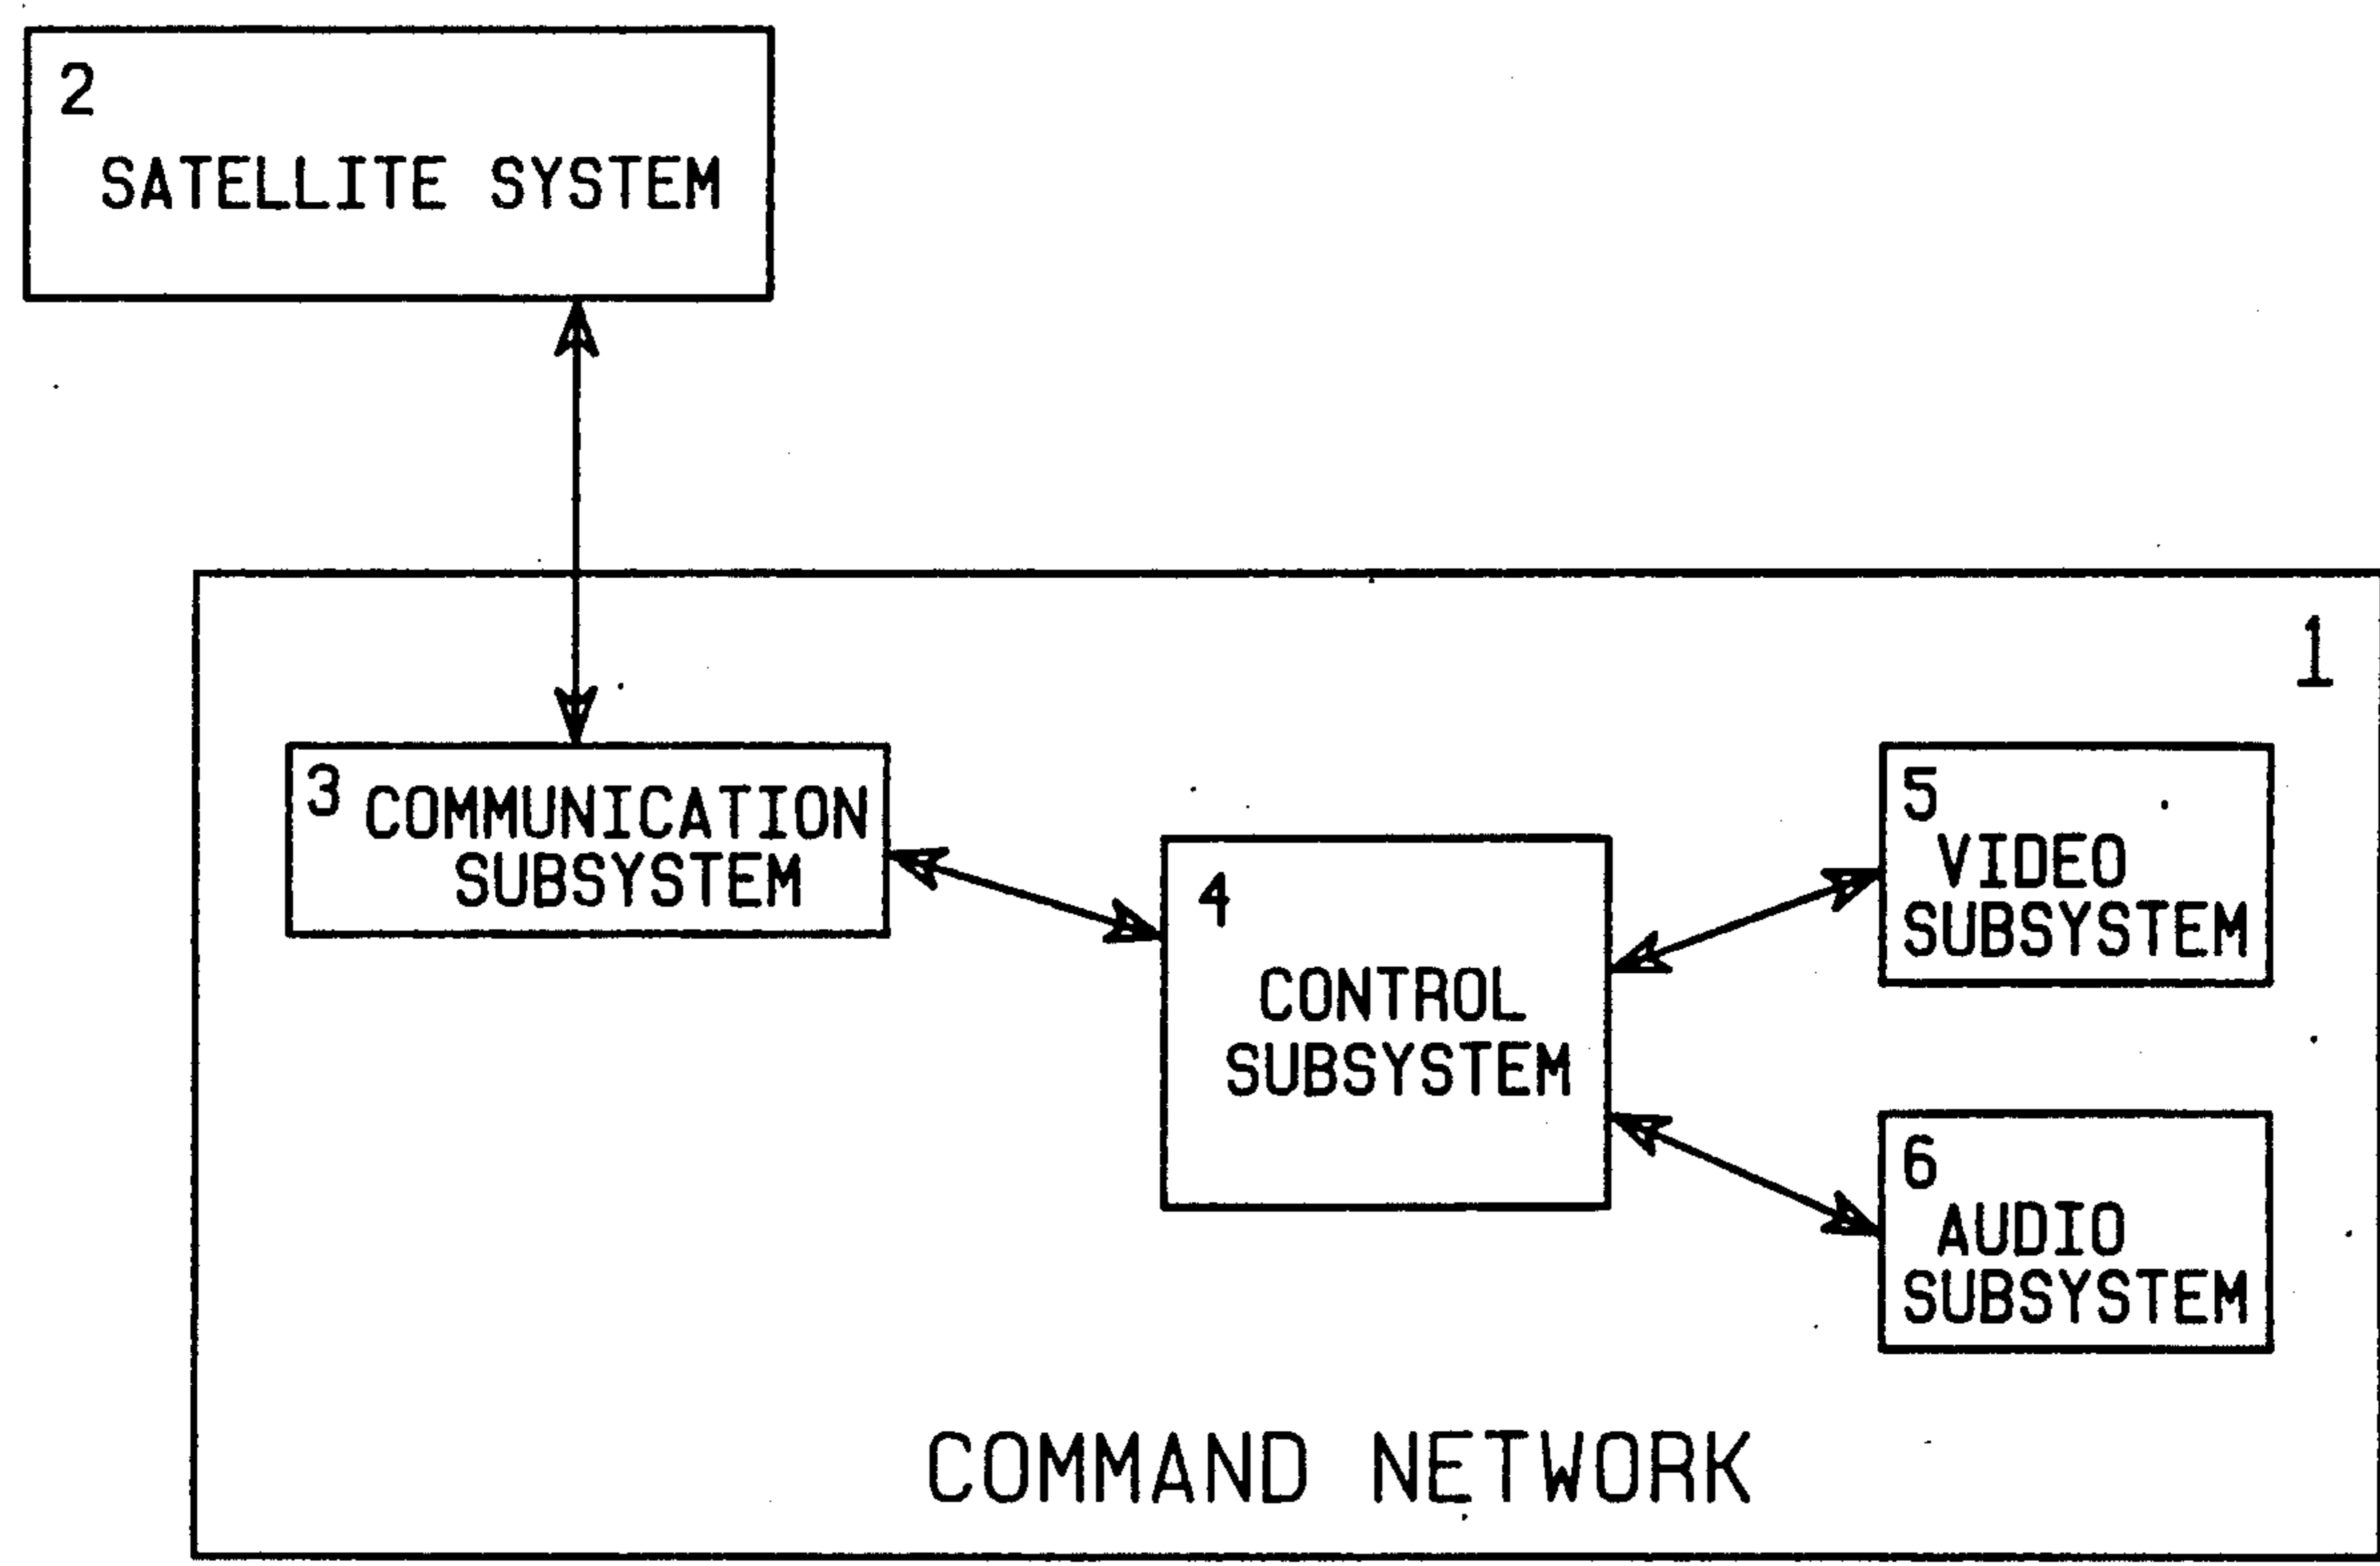 2
SATELLITE SYSTEM
1
3 COMMUNICATION
SUBSYSTEM
4
CONTROL
SUBSYSTEM
5
VIDEO
SUBSYSTEM
6
AUDIO
SUBSYSTEM
COMMAND NETWORK